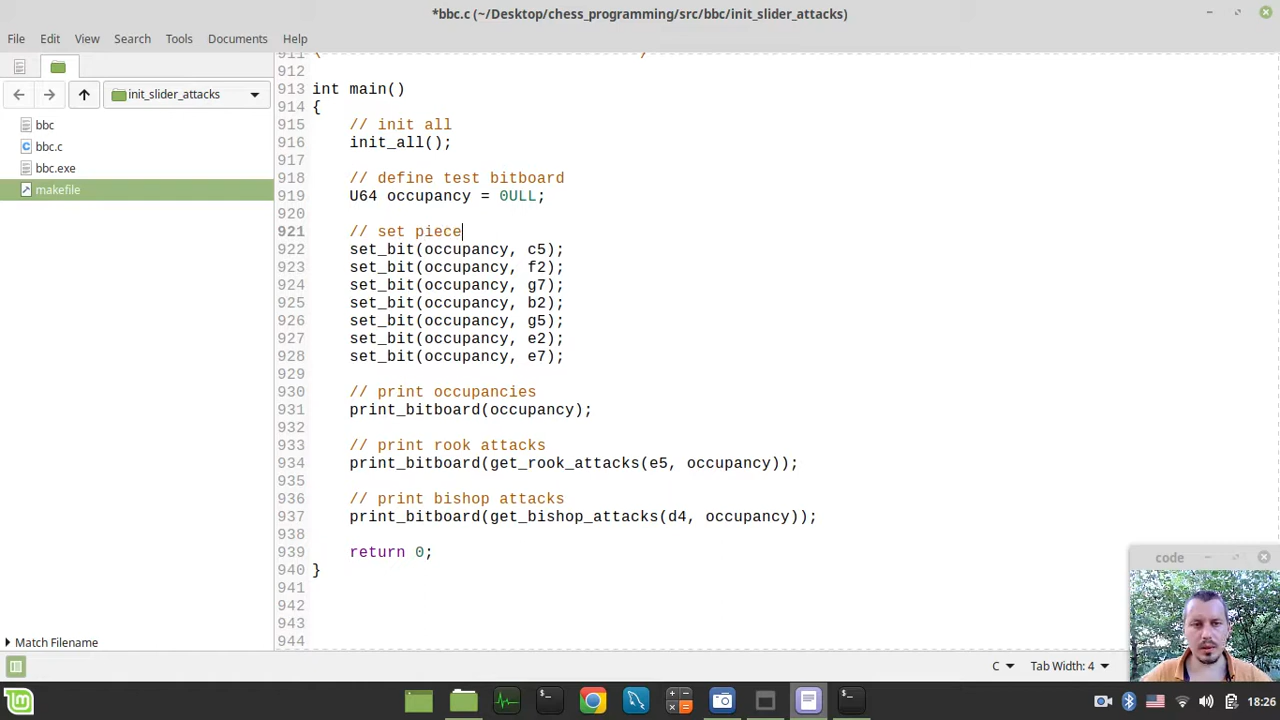 *bbc.c (~/Desktop/chess_programming/src/bbc/init_slider_attacks)
File Edit View Search Tools Documents Help
init_slider_attacks
bbc
bbc.c
bbc.exe
makefile
Match Filename
911
912
913 int main()
914 {
915 // init all
916 init_all();
917
918 // define test bitboard
919 U64 occupancy = 0ULL;
920
921 // set piece
922 set_bit(occupancy, c5);
923 set_bit(occupancy, f2);
924 set_bit(occupancy, g7);
925 set_bit(occupancy, b2);
926 set_bit(occupancy, g5);
927 set_bit(occupancy, e2);
928 set_bit(occupancy, e7);
929
930 // print occupancies
931 print_bitboard(occupancy);
932
933 // print rook attacks
934 print_bitboard(get_rook_attacks(e5, occupancy));
935
936 // print bishop attacks
937 print_bitboard(get_bishop_attacks(d4, occupancy));
938
939 return 0;
940 }
941
942
943
944
code
C Tab Width: 4
18:26